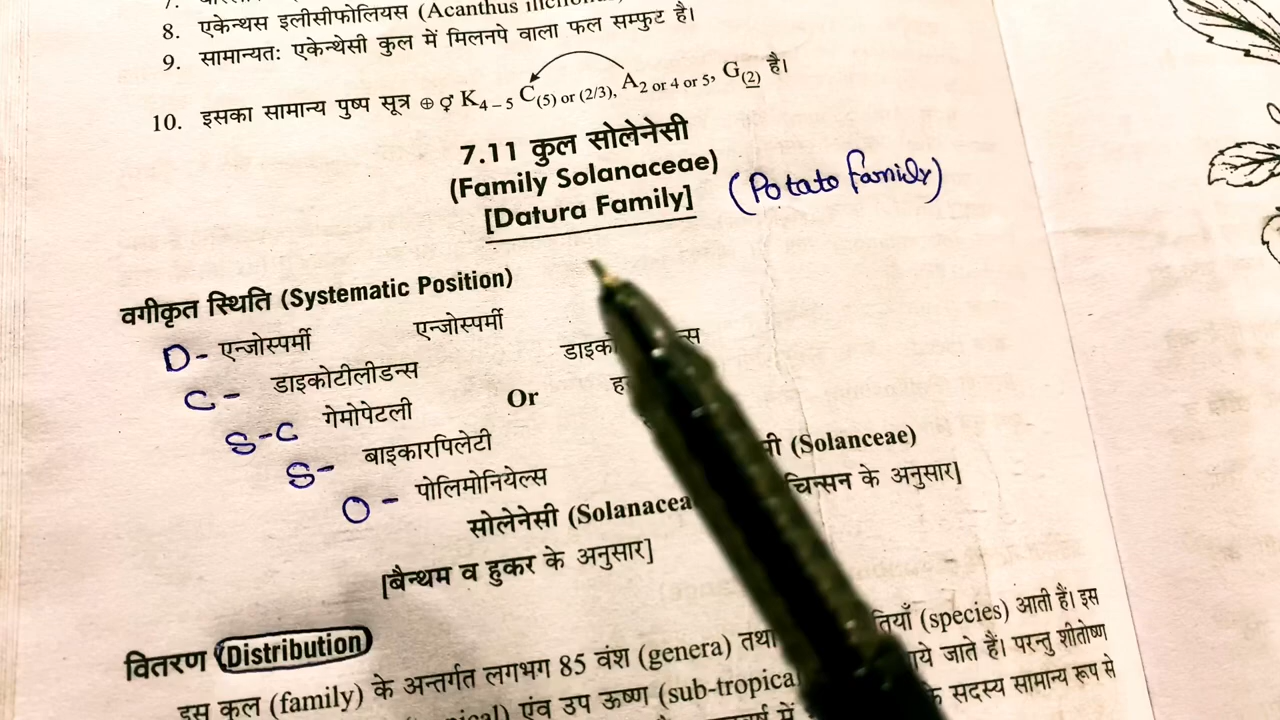 7.
8. एकेन्थस इलीसीफोलियस (Acanthus
9. सामान्यतः एकेन्थेसी कुल में मिलनपे वाला फल सम्फुट है।
10. इसका सामान्य पुष्प सूत्र ⊕ ⚥ K4–5 C(5) or (2/3), A2 or 4 or 5, G(2) है।
7.11 कुल सोलेनेसी
(Family Solanaceae)
[Datura Family]
(Potato family)
वर्गीकृत स्थिति (Systematic Position)
D- एन्जोस्पर्मी
C- डाइकोटीलीडन्स
S-C गेमोपेटली
S- बाइकारपिलेटी
O- पोलिमोनियेल्स
सोलेनेसी (Solanacea
[बैन्थम व हुकर के अनुसार]
Or
एन्जोस्पर्मी
(Solanceae)
के अनुसार]
वितरण (Distribution)
इस कुल (family) के अन्तर्गत लगभग 85 वंश (genera) तथा (species) आती हैं। इस
एंव उप ऊष्ण (sub-tropical जाते हैं। परन्तु शीतोष्ण
में के सदस्य सामान्य रूप से